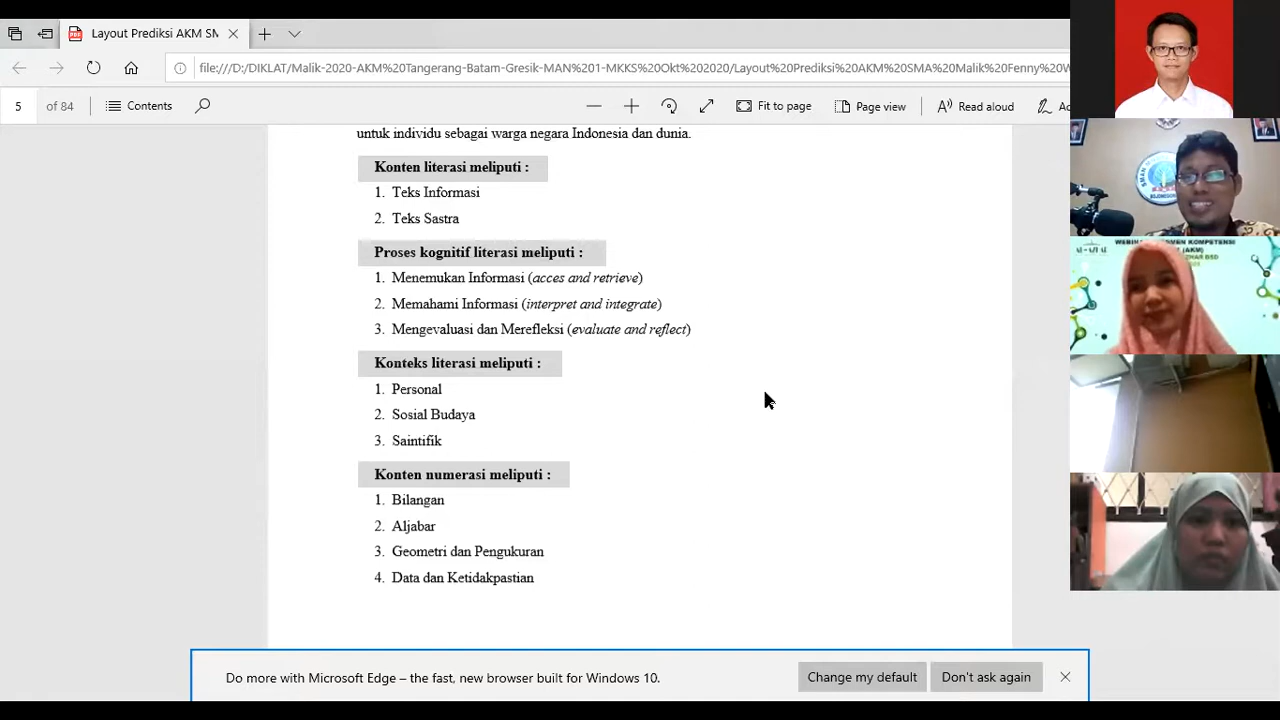 Layout Prediksi AKM SM
file:///D:/DIKLAT/Malik-2020-AKM%20Tangerang-Batam-Gresik-MAN%201-MKKS%20Okt%202020/Layout%20Prediksi%20AKM%20SMA%20Malik%20Fenny%20W
5 of 84
Contents
Fit to page
Page view
Read aloud
untuk individu sebagai warga negara Indonesia dan dunia.
Konten literasi meliputi :
1. Teks Informasi
2. Teks Sastra
Proses kognitif literasi meliputi :
1. Menemukan Informasi (acces and retrieve)
2. Memahami Informasi (interpret and integrate)
3. Mengevaluasi dan Merefleksi (evaluate and reflect)
Konteks literasi meliputi :
1. Personal
2. Sosial Budaya
3. Saintifik
Konten numerasi meliputi :
1. Bilangan
2. Aljabar
3. Geometri dan Pengukuran
4. Data dan Ketidakpastian
Do more with Microsoft Edge – the fast, new browser built for Windows 10.
Change my default
Don't ask again
(AKM)